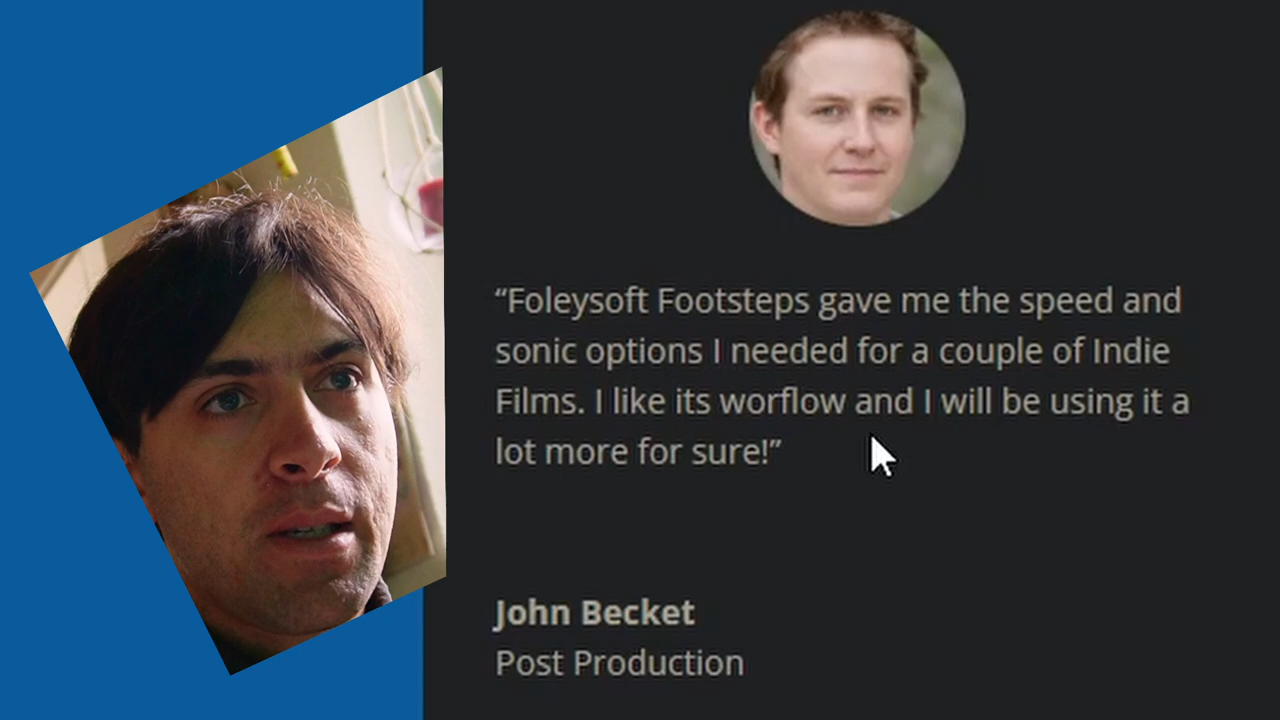 “Foleysoft Footsteps gave me the speed and
sonic options I needed for a couple of Indie
Films. I like its worflow and I will be using it a
lot more for sure!”
John Becket
Post Production